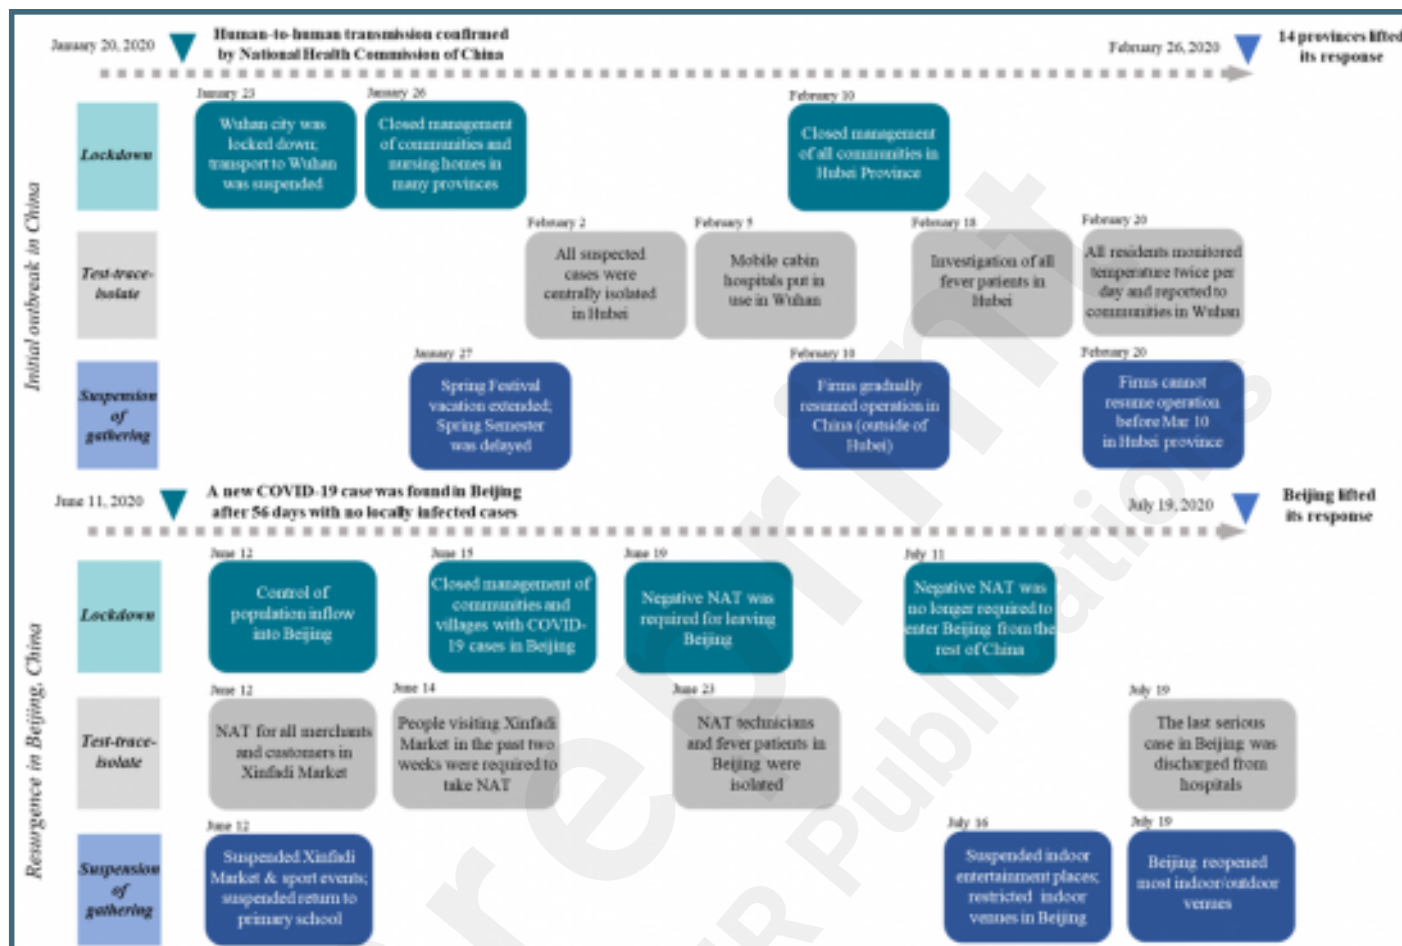 January 20, 2020
Human-to-human transmission confirmed
by National Health Commission of China
February 26, 2020
14 provinces lifted
its response
Initial outbreak in China
Lockdown
January 23
Wuhan city was
locked down;
transport to Wuhan
was suspended
January 26
Closed management
of communities and
nursing homes in
many provinces
February 10
Closed management
of all communities in
Hubei Province
Test-trace-
isolate
February 2
All suspected
cases were
centrally isolated
in Hubei
February 5
Mobile cabin
hospitals put in
use in Wuhan
February 18
Investigation of all
fever patients in
Hubei
February 20
All residents monitored
temperature twice per
day and reported to
communities in Wuhan
Suspension
of
gathering
January 27
Spring Festival
vacation extended;
Spring Semester
was delayed
February 10
Firms gradually
resumed operation in
China (outside of
Hubei)
February 20
Firms cannot
resume operation
before Mar 10
in Hubei province
June 11, 2020
A new COVID-19 case was found in Beijing
after 56 days with no locally infected cases
July 19, 2020
Beijing lifted
its response
Resurgence in Beijing, China
Lockdown
June 12
Control of
population inflow
into Beijing
June 15
Closed management of
communities and
villages with COVID-
19 cases in Beijing
June 19
Negative NAT was
required for leaving
Beijing
July 11
Negative NAT was
no longer required to
enter Beijing from the
rest of China
Test-trace-
isolate
June 12
NAT for all merchants
and customers in
Xinfadi Market
June 14
People visiting Xinfadi
Market in the past two
weeks were required to
take NAT
June 23
NAT technicians
and fever patients in
Beijing were
isolated
July 19
The last serious
case in Beijing was
discharged from
hospitals
Suspension
of
gathering
June 12
Suspended Xinfadi
Market & sport events;
suspended return to
primary school
July 16
Suspended indoor
entertainment places;
restricted indoor
venues in Beijing
July 19
Beijing reopened
most indoor/outdoor
venues
reprint
R Publications